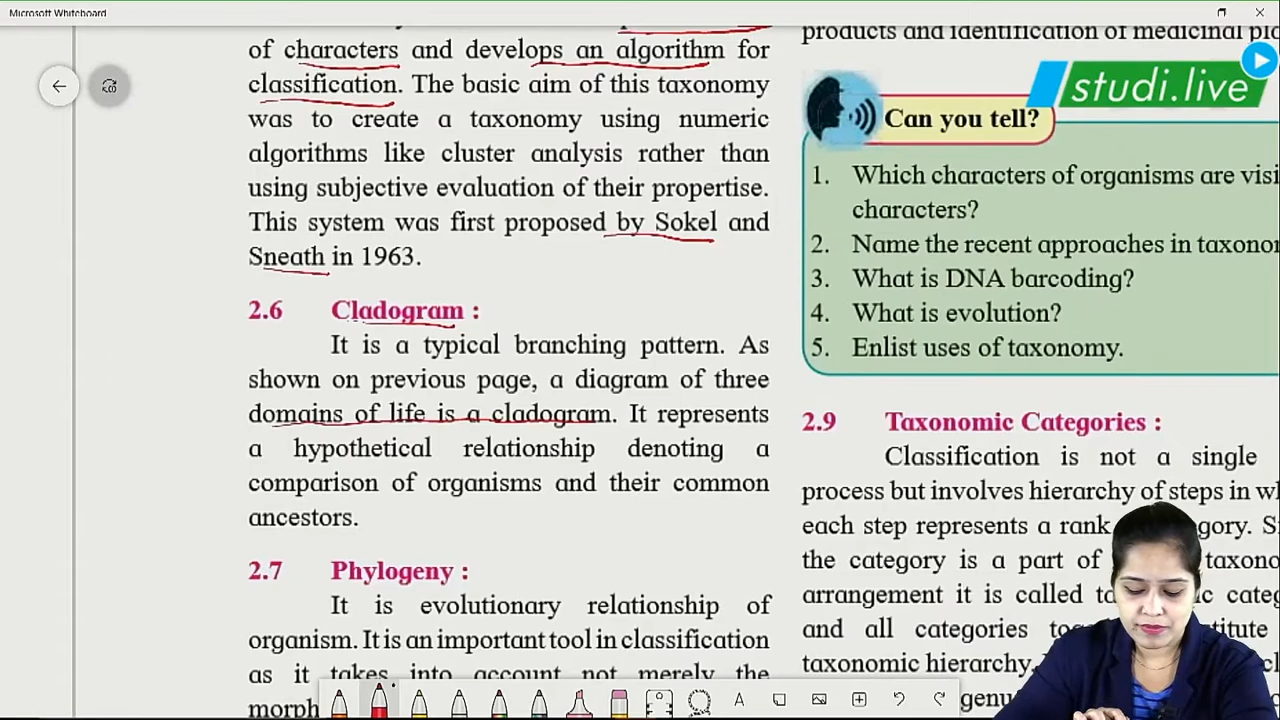 Microsoft Whiteboard
of characters and develops an algorithm for
classification. The basic aim of this taxonomy
was to create a taxonomy using numeric
algorithms like cluster analysis rather than
using subjective evaluation of their propertise.
This system was first proposed by Sokel and
Sneath in 1963.
2.6 Cladogram :
It is a typical branching pattern. As
shown on previous page, a diagram of three
domains of life is a cladogram. It represents
a hypothetical relationship denoting a
comparison of organisms and their common
ancestors.
2.7 Phylogeny :
It is evolutionary relationship of
organism. It is an important tool in classification
as it takes into account not merely the
morph
products and identification of medicinal
studi.live
Can you tell?
1. Which characters of organisms are visi
characters?
2. Name the recent approaches in taxono
3. What is DNA barcoding?
4. What is evolution?
5. Enlist uses of taxonomy.
2.9 Taxonomic Categories :
Classification is not a single
process but involves hierarchy of steps in
each step represents a rank gory.
the category is a part of taxono
arrangement it is called categ
and all categories titute
taxonomic hierarchy.
genu
A